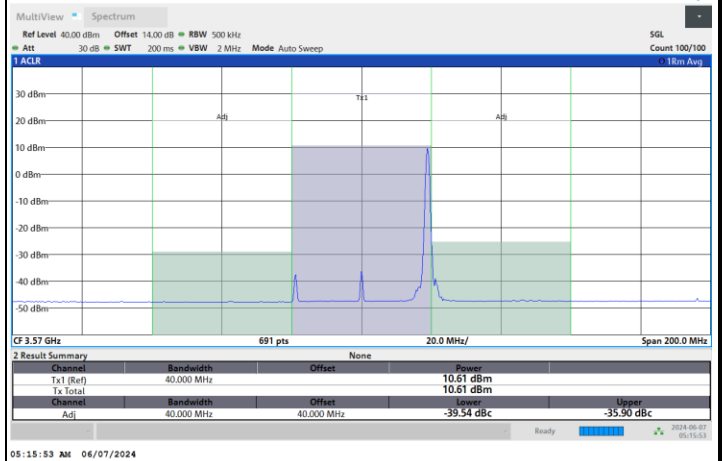 MultiView Spectrum
Ref Level 40.00 dBm Offset 14.00 dB RBW 500 kHz SGL
Att 30 dB SWT 200 ms VBW 2 MHz Mode Auto Sweep Count 100/100
1 ACLR 1Rm Avg
30 dBm
Tx1
20 dBm Adj Adj
10 dBm
0 dBm
-10 dBm
-20 dBm
-30 dBm
-40 dBm
-50 dBm
CF 3.57 GHz 691 pts 20.0 MHz/ Span 200.0 MHz
2 Result Summary None
Channel Bandwidth Offset Power
Tx1 (Ref) 40.000 MHz 10.61 dBm
Tx Total 10.61 dBm
Channel Bandwidth Offset Lower Upper
Adj 40.000 MHz 40.000 MHz -39.54 dBc -35.90 dBc
Ready 2024-06-07
05:15:53
05:15:53 AM 06/07/2024